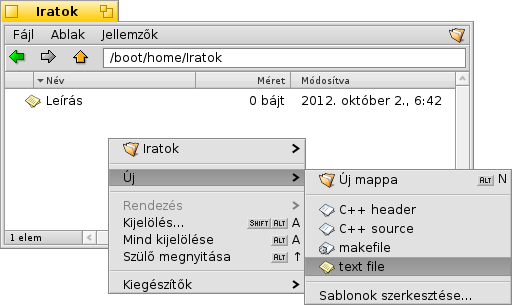 Iratok
Fájl Ablak Jellemzők
/boot/home/Iratok
Név Méret Módosítva
Leírás 0 bájt 2012. október 2., 6:42
1 elem
Iratok
Új
Rendezés
Kijelölés... SHIFT ALT A
Mind kijelölése ALT A
Szülő megnyitása ALT ↑
Kiegészítők
Új mappa ALT N
C++ header
C++ source
makefile
text file
Sablonok szerkesztése...